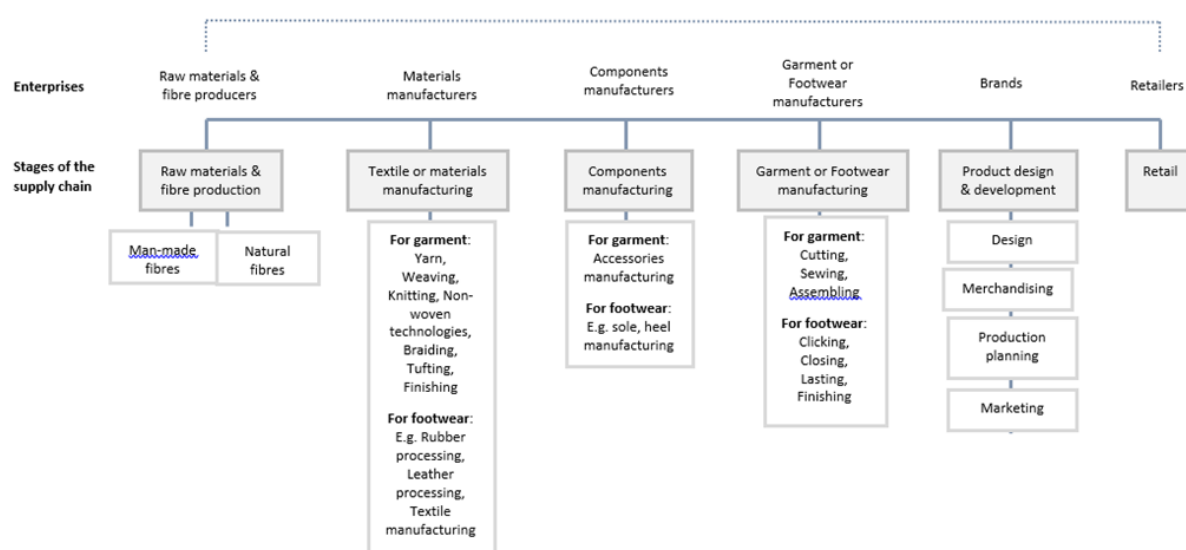 Enterprises
Raw materials &
fibre producers
Materials
manufacturers
Components
manufacturers
Garment or
Footwear
manufacturers
Brands
Retailers
Stages of the
supply chain
Raw materials &
fibre production
Textile or materials
manufacturing
Components
manufacturing
Garment or Footwear
manufacturing
Product design
& development
Retail
Man-made
fibres
Natural
fibres
For garment:
Yarn,
Weaving,
Knitting, Non-
woven
technologies,
Braiding,
Tufting,
Finishing
For footwear:
E.g. Rubber
processing,
Leather
processing,
Textile
manufacturing
For garment:
Accessories
manufacturing
For footwear:
E.g. sole, heel
manufacturing
For garment:
Cutting,
Sewing,
Assembling
For footwear:
Clicking,
Closing,
Lasting,
Finishing
Design
Merchandising
Production
planning
Marketing